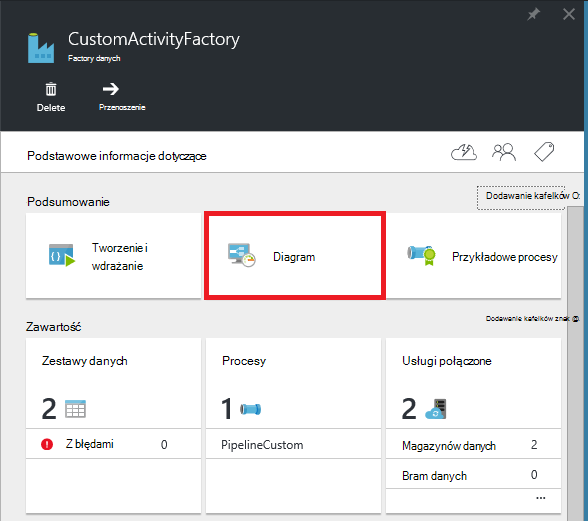 CustomActivityFactory
Factory danych
Delete
Przenoszenie
Podstawowe informacje dotyczące
Podsumowanie
Dodawanie kafelków O:
Tworzenie i
wdrażanie
Diagram
Przykładowe procesy
Zawartość
Dodawanie kafelków znak @.
Zestawy danych
Procesy
Usługi połączone
2
1
2
Z błędami 0
PipelineCustom
Magazynów danych 2
Bram danych 0
...